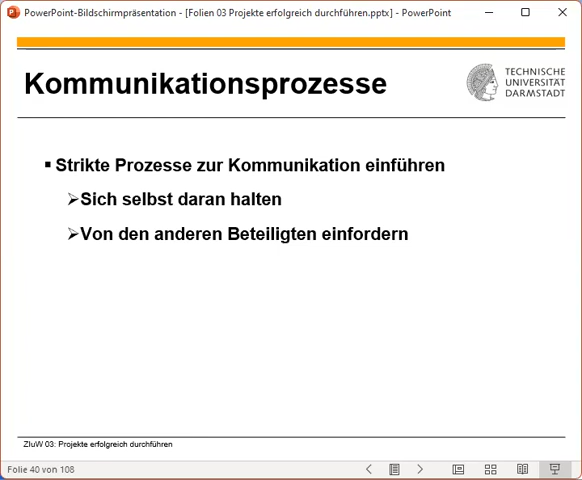 PowerPoint-Bildschirmpräsentation - [Folien 03 Projekte erfolgreich durchführen.pptx] - PowerPoint
Kommunikationsprozesse
TECHNISCHE
UNIVERSITÄT
DARMSTADT
▪ Strikte Prozesse zur Kommunikation einführen
➢Sich selbst daran halten
➢Von den anderen Beteiligten einfordern
ZIuW 03: Projekte erfolgreich durchführen
Folie 40 von 108